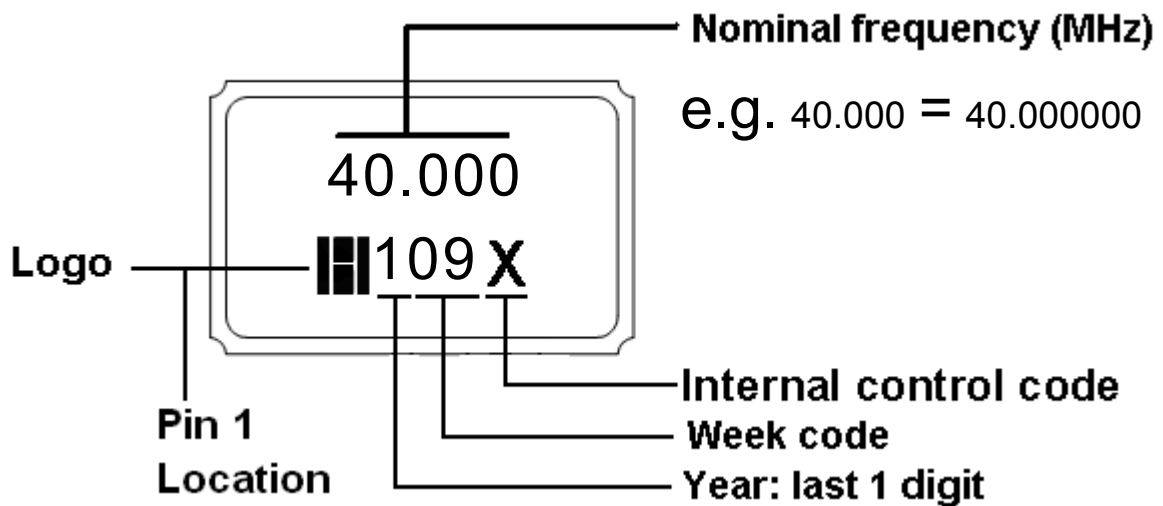 Nominal frequency (MHz)
e.g. 40.000 = 40.000000
40.000
Logo
109 X
Internal control code
Pin 1
Location
Week code
Year: last 1 digit